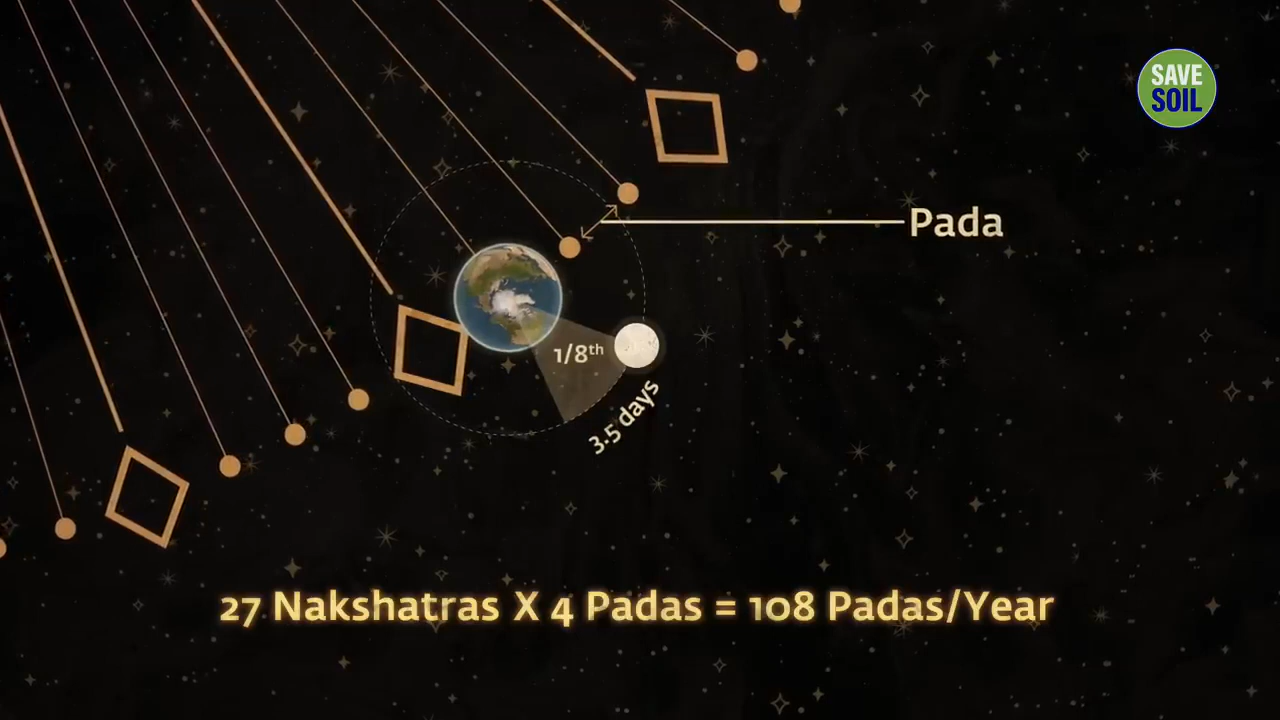 SAVE
SOIL
Pada
1/8th
3.5 days
27 Nakshatras X 4 Padas = 108 Padas/Year